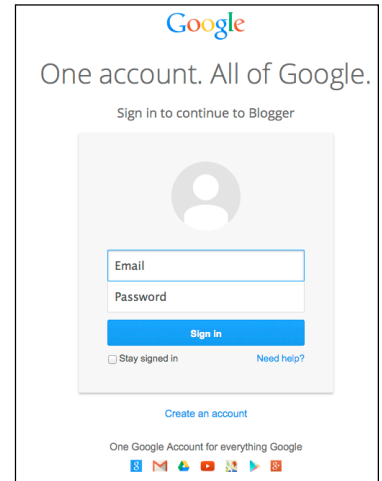 Google
One account. All of Google.
Sign in to continue to Blogger
Email
Password
Sign in
Stay signed in Need help?
Create an account
One Google Account for everything Google